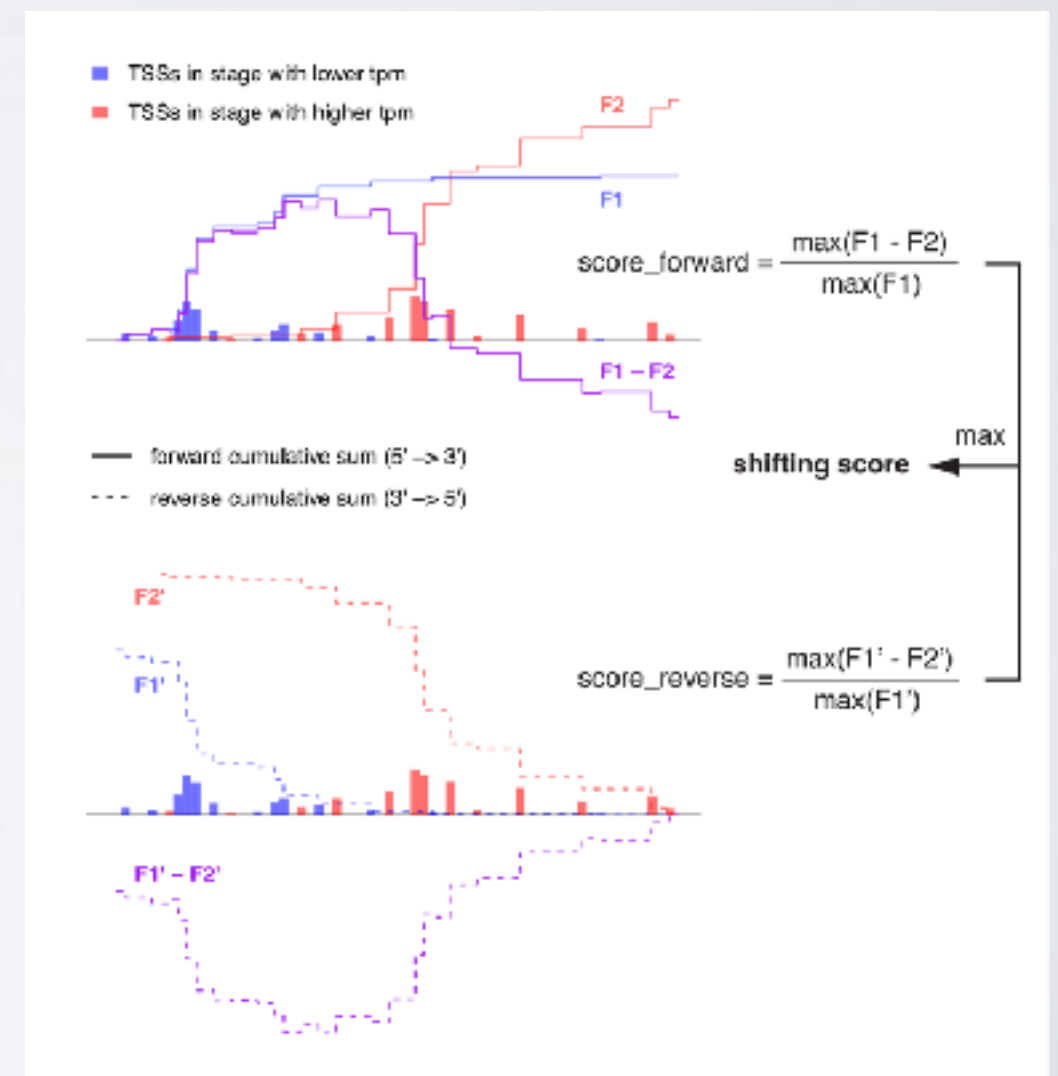 TSSs in stage with lower tpm
TSSs in stage with higher tpm
F2
F1
score_forward = max(F1 - F2)
max(F1)
F1 – F2
max
shifting score
forward cumulative sum (5' –> 3')
reverse cumulative sum (3' –> 5')
F2'
F1'
score_reverse = max(F1' - F2')
max(F1')
F1' – F2'